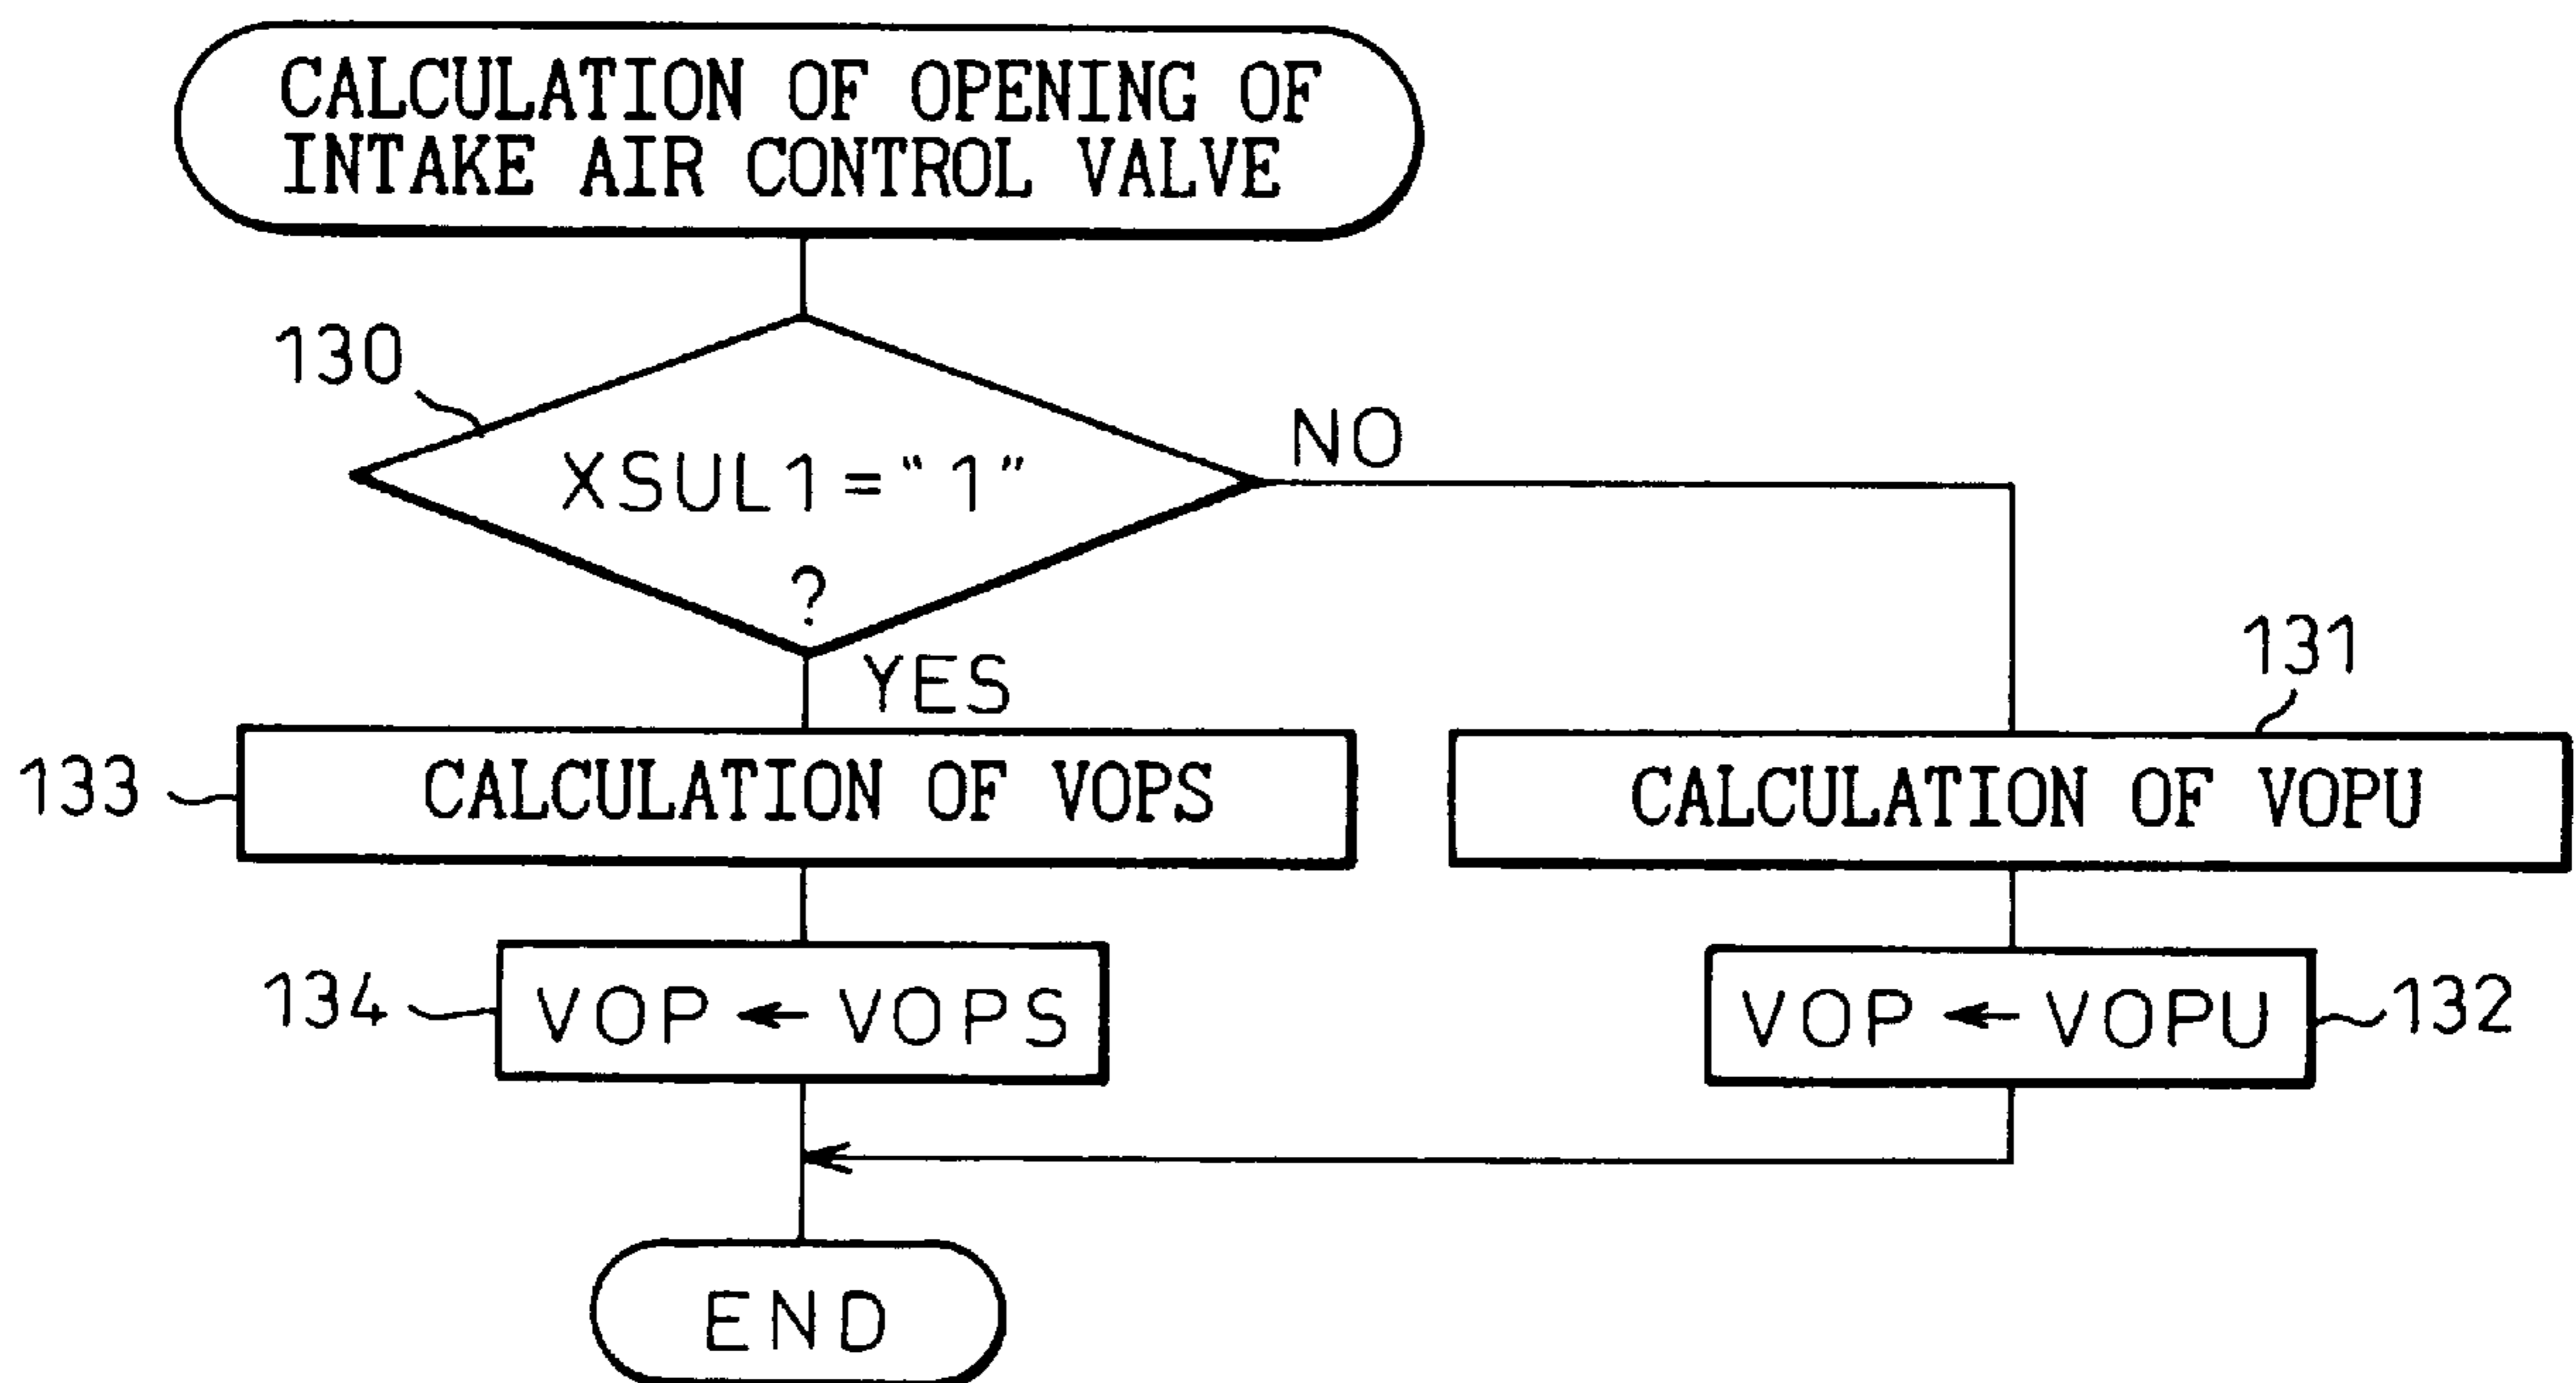 CALCULATION OF OPENING OF
INTAKE AIR CONTROL VALVE
130
XSUL1="1"
?
NO
YES
131
133
CALCULATION OF VOPS
CALCULATION OF VOPU
134
VOP ← VOPS
VOP ← VOPU
132
END